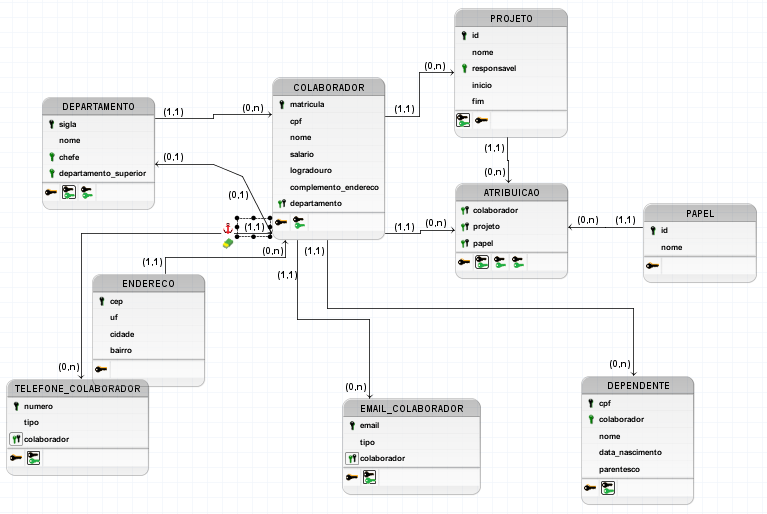 PROJETO
id
nome
responsavel
inicio
fim
(0,n)
(1,1)
COLABORADOR
matricula
cpf
nome
salario
logradouro
complemento_endereco
departamento
DEPARTAMENTO
sigla
nome
chefe
departamento_superior
(1,1)
(0,n)
(0,1)
(0,1)
(1,1)
(0,n)
ATRIBUICAO
colaborador
projeto
papel
(1,1)
(0,n)
(0,n)
(1,1)
PAPEL
id
nome
(1,1)
(0,n)
(1,1)
(1,1)
(1,1)
ENDERECO
cep
uf
cidade
bairro
(0,n)
TELEFONE_COLABORADOR
numero
tipo
colaborador
(0,n)
EMAIL_COLABORADOR
email
tipo
colaborador
(0,n)
DEPENDENTE
cpf
colaborador
nome
data_nascimento
parentesco